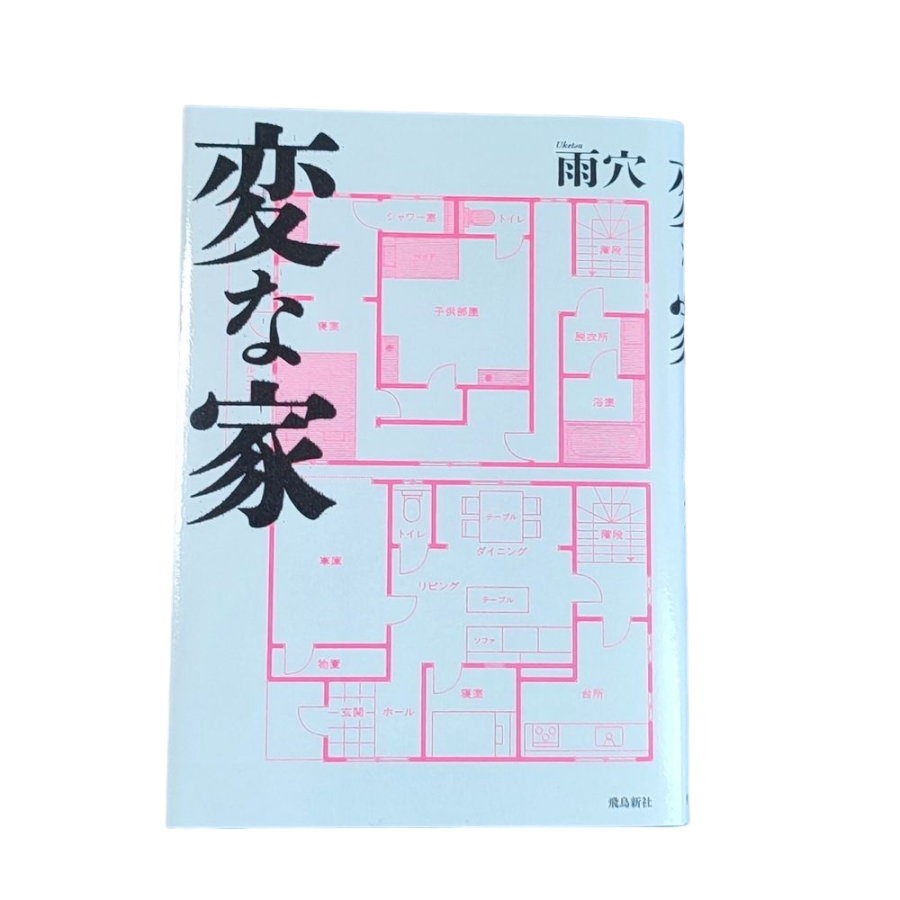 変な家
Uketsu
雨穴
シャワー室
トイレ
階段
ベッド
子供部屋
寝室
脱衣所
浴室
トイレ
テーブル
ダイニング
階段
車庫
リビング
テーブル
ソファ
物置
寝室
台所
玄関
ホール
飛鳥新社